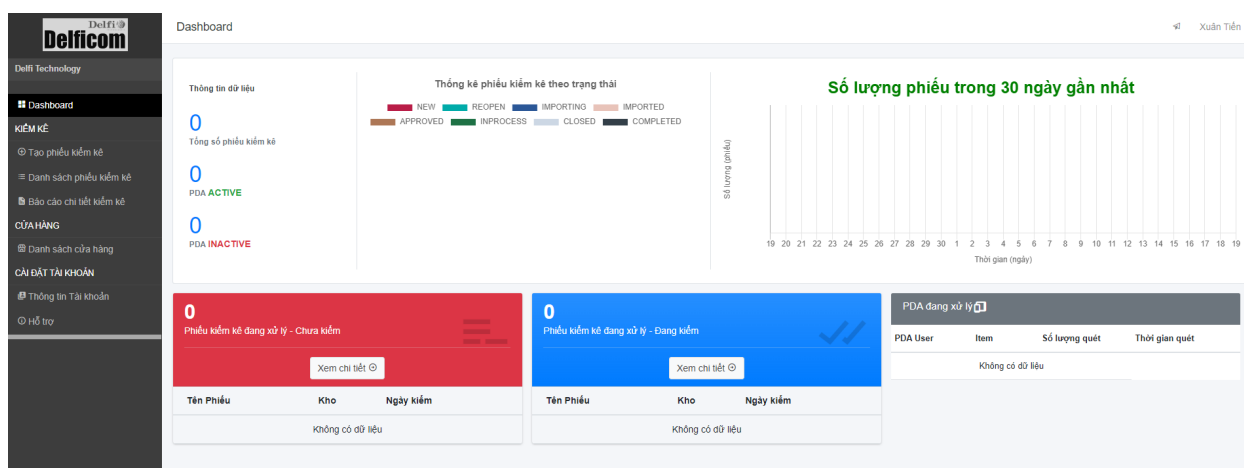 Delfi
Delficom
Delfi Technology
Dashboard
KIỂM KÊ
Tạo phiếu kiểm kê
Danh sách phiếu kiểm kê
Báo cáo chi tiết kiểm kê
CỬA HÀNG
Danh sách cửa hàng
CÀI ĐẶT TÀI KHOẢN
Thông tin Tài khoản
Hỗ trợ
Dashboard
Xuân Tiến
Thông tin dữ liệu
0
Tổng số phiếu kiểm kê
0
PDA ACTIVE
0
PDA INACTIVE
Thống kê phiếu kiểm kê theo trạng thái
NEW REOPEN IMPORTING IMPORTED
APPROVED INPROCESS CLOSED COMPLETED
Số lượng phiếu trong 30 ngày gần nhất
Số lượng (phiếu)
19 20 21 22 23 24 25 26 27 28 29 30 1 2 3 4 5 6 7 8 9 10 11 12 13 14 15 16 17 18 19
Thời gian (ngày)
0
Phiếu kiểm kê đang xử lý - Chưa kiểm
Xem chi tiết
Tên Phiếu Kho Ngày kiểm
Không có dữ liệu
0
Phiếu kiểm kê đang xử lý - Đang kiểm
Xem chi tiết
Tên Phiếu Kho Ngày kiểm
Không có dữ liệu
PDA đang xử lý
PDA User Item Số lượng quét Thời gian quét
Không có dữ liệu